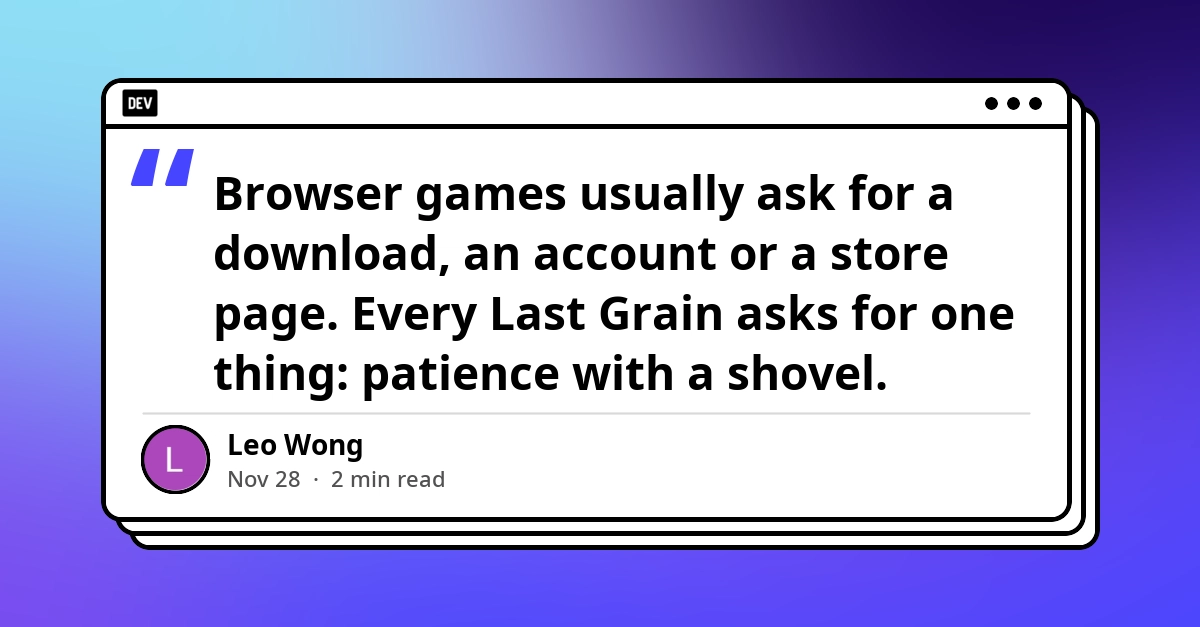 DEV
“
Browser games usually ask for a
download, an account or a store
page. Every Last Grain asks for one
thing: patience with a shovel.
L
Leo Wong
Nov 28 · 2 min read